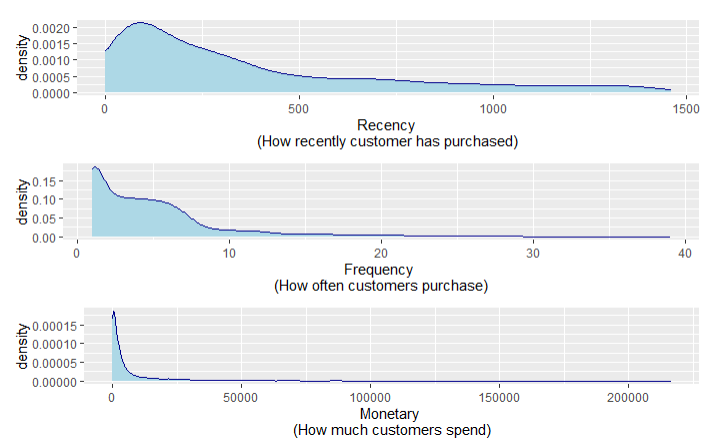 density
0.0020
0.0015
0.0010
0.0005
0.0000
0 500 1000 1500
Recency
(How recently customer has purchased)
density
0.15
0.10
0.05
0.00
0 10 20 30 40
Frequency
(How often customers purchase)
density
0.00015
0.00010
0.00005
0.00000
0 50000 100000 150000 200000
Monetary
(How much customers spend)